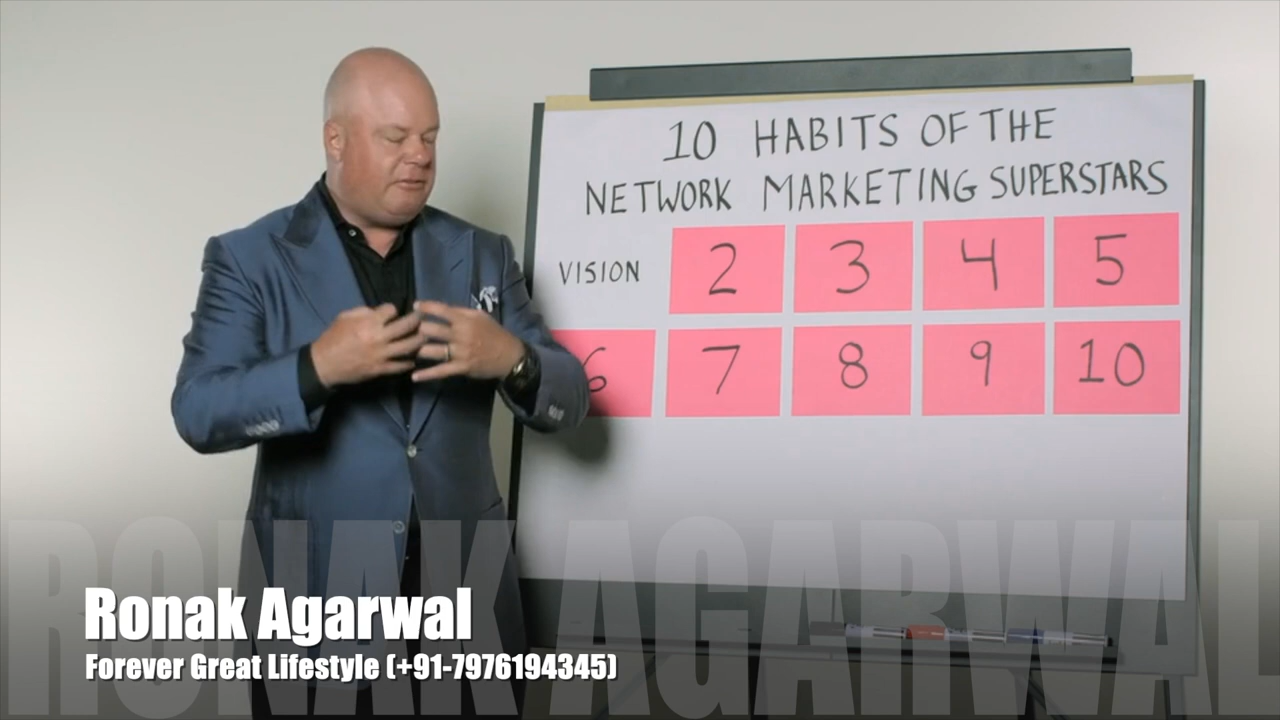 10 HABITS OF THE
NETWORK MARKETING SUPERSTARS
VISION 2 3 4 5
6 7 8 9 10
RONAK AGARWAL
Ronak Agarwal
Forever Great Lifestyle (+91-7976194345)